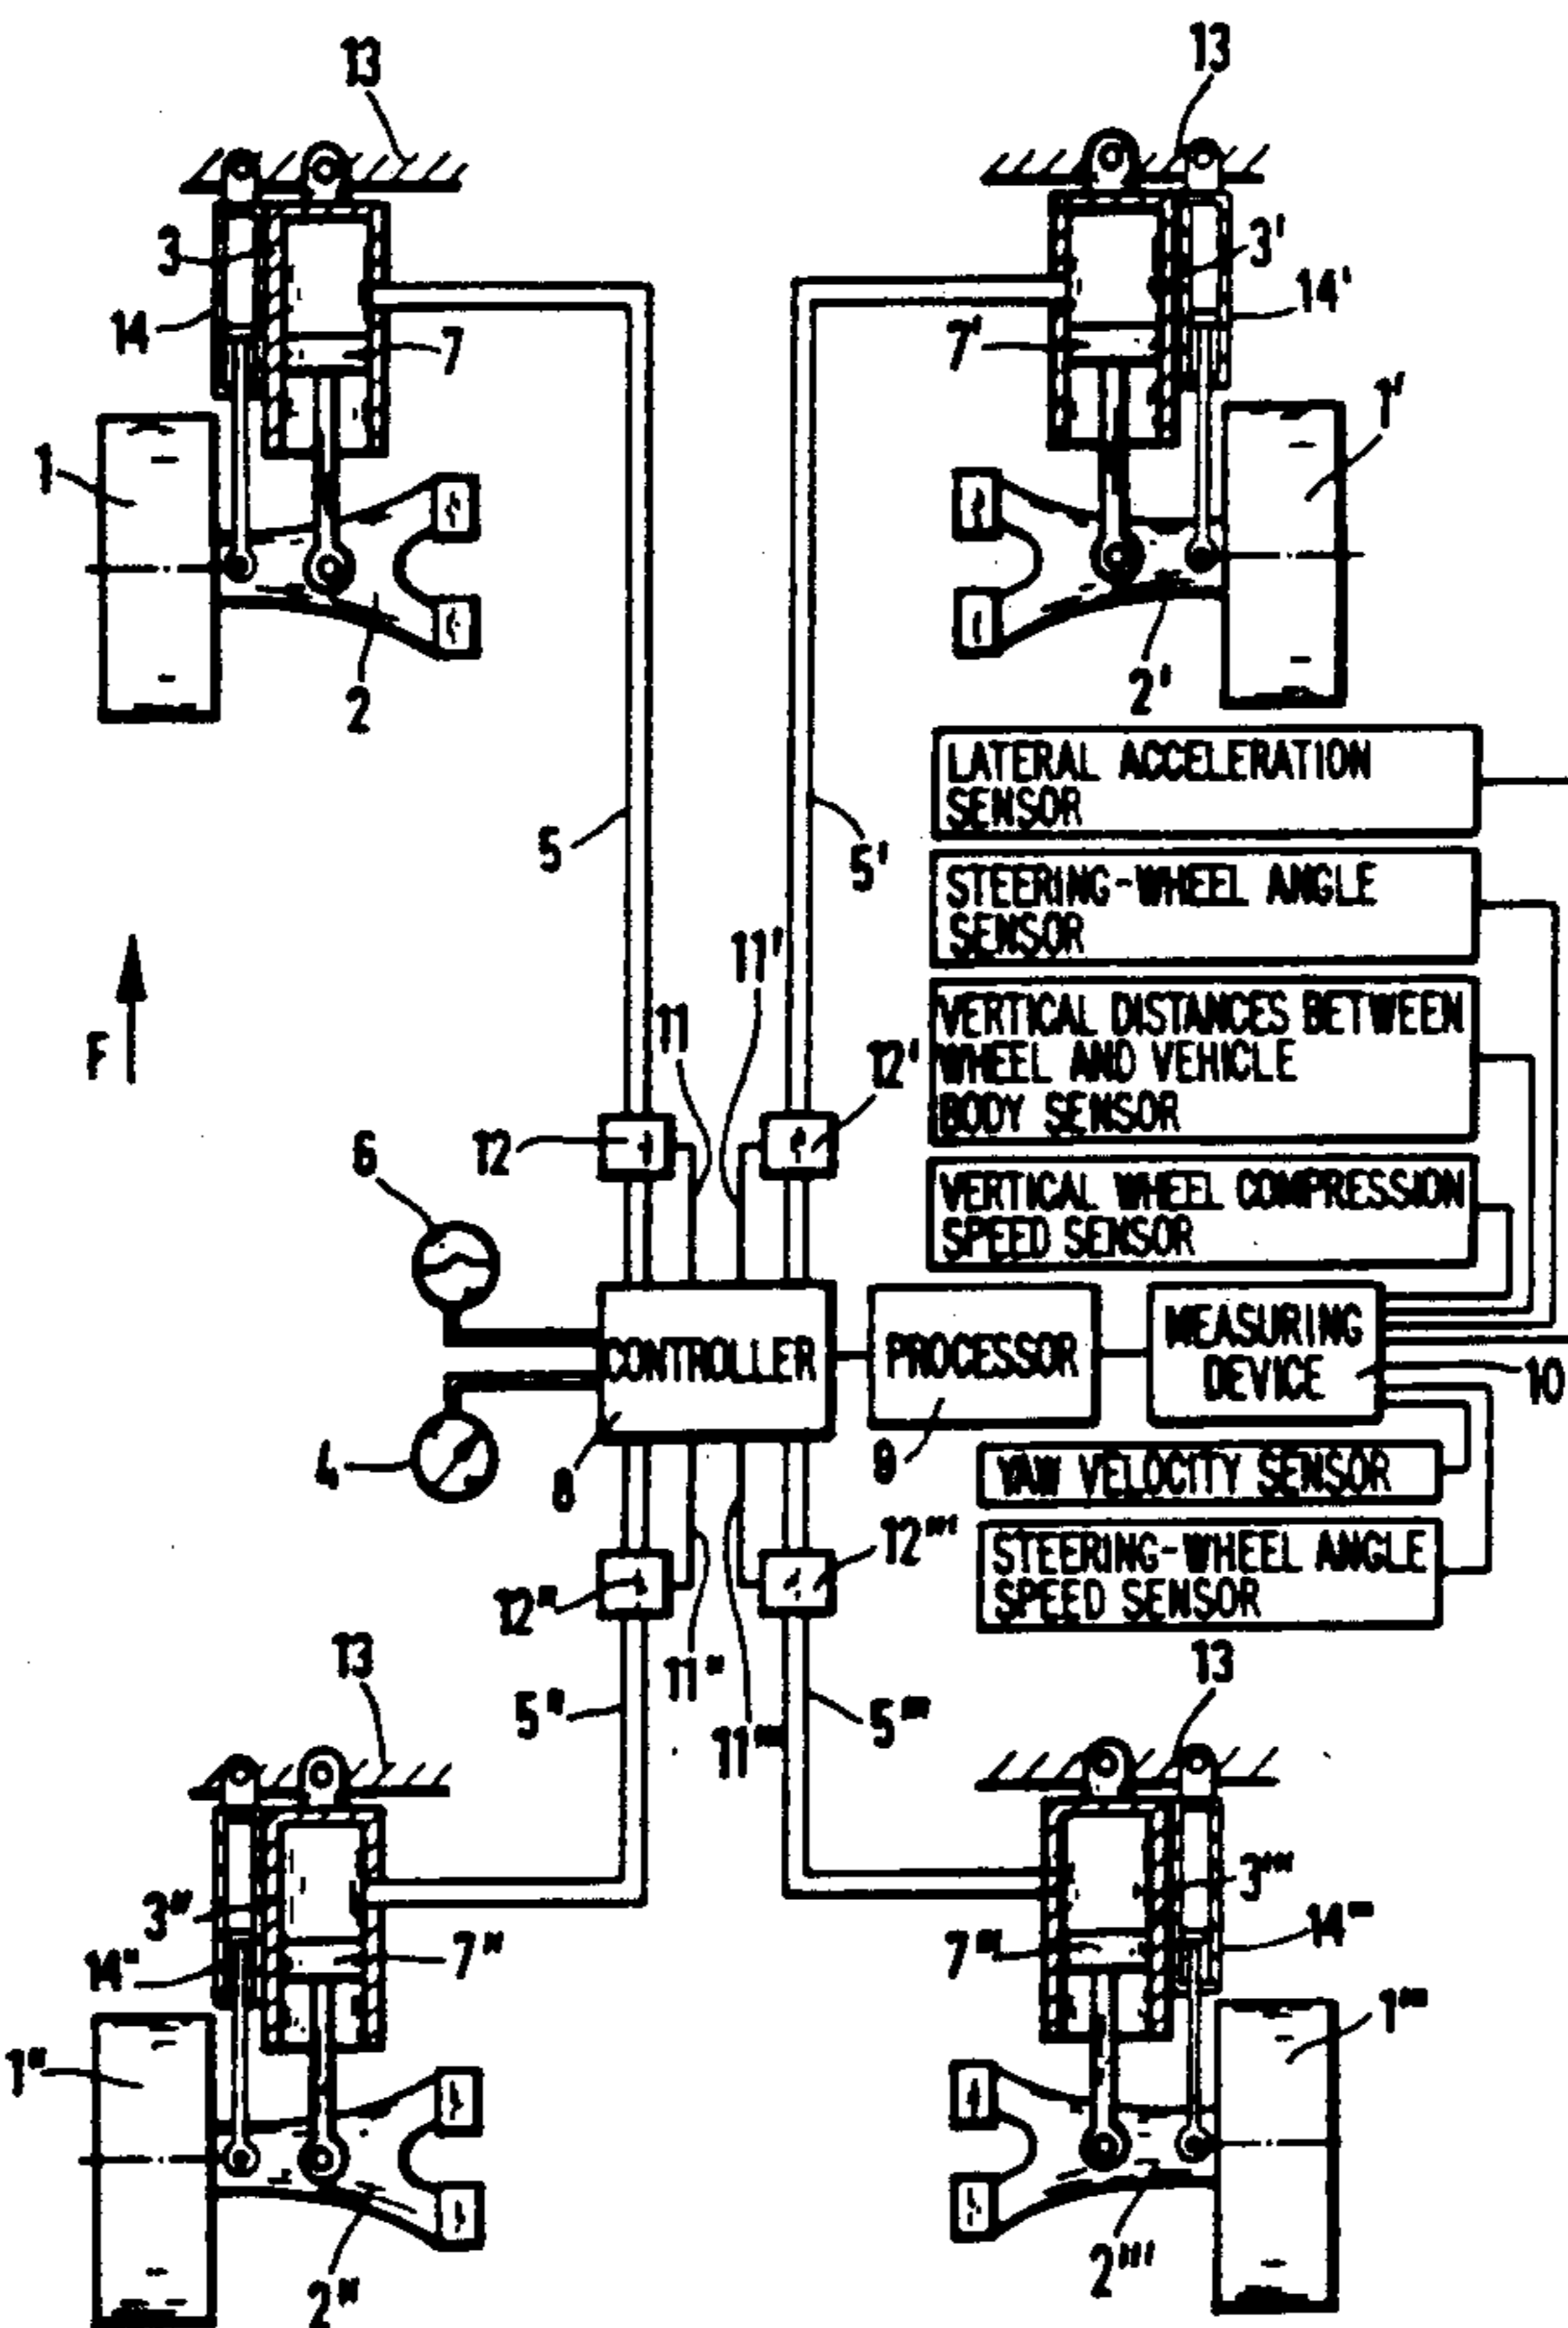 13
13
3
3'
14
14'
7
7'
1
1'
2
2'
LATERAL ACCELERATION
SENSOR
5
5'
STEERING-WHEEL ANGLE
SENSOR
11'
11
F
VERTICAL DISTANCES BETWEEN
WHEEL AND VEHICLE
BODY SENSOR
12
12'
6
VERTICAL WHEEL COMPRESSION
SPEED SENSOR
CONTROLLER
PROCESSOR
MEASURING
DEVICE
10
4
8
9
YAW VELOCITY SENSOR
12"
12'''
STEERING-WHEEL ANGLE
SPEED SENSOR
13
13
11"
5"
11'''
5'''
3"
3'''
14"
14'''
7"
7'''
1"
1'''
2"
2'''